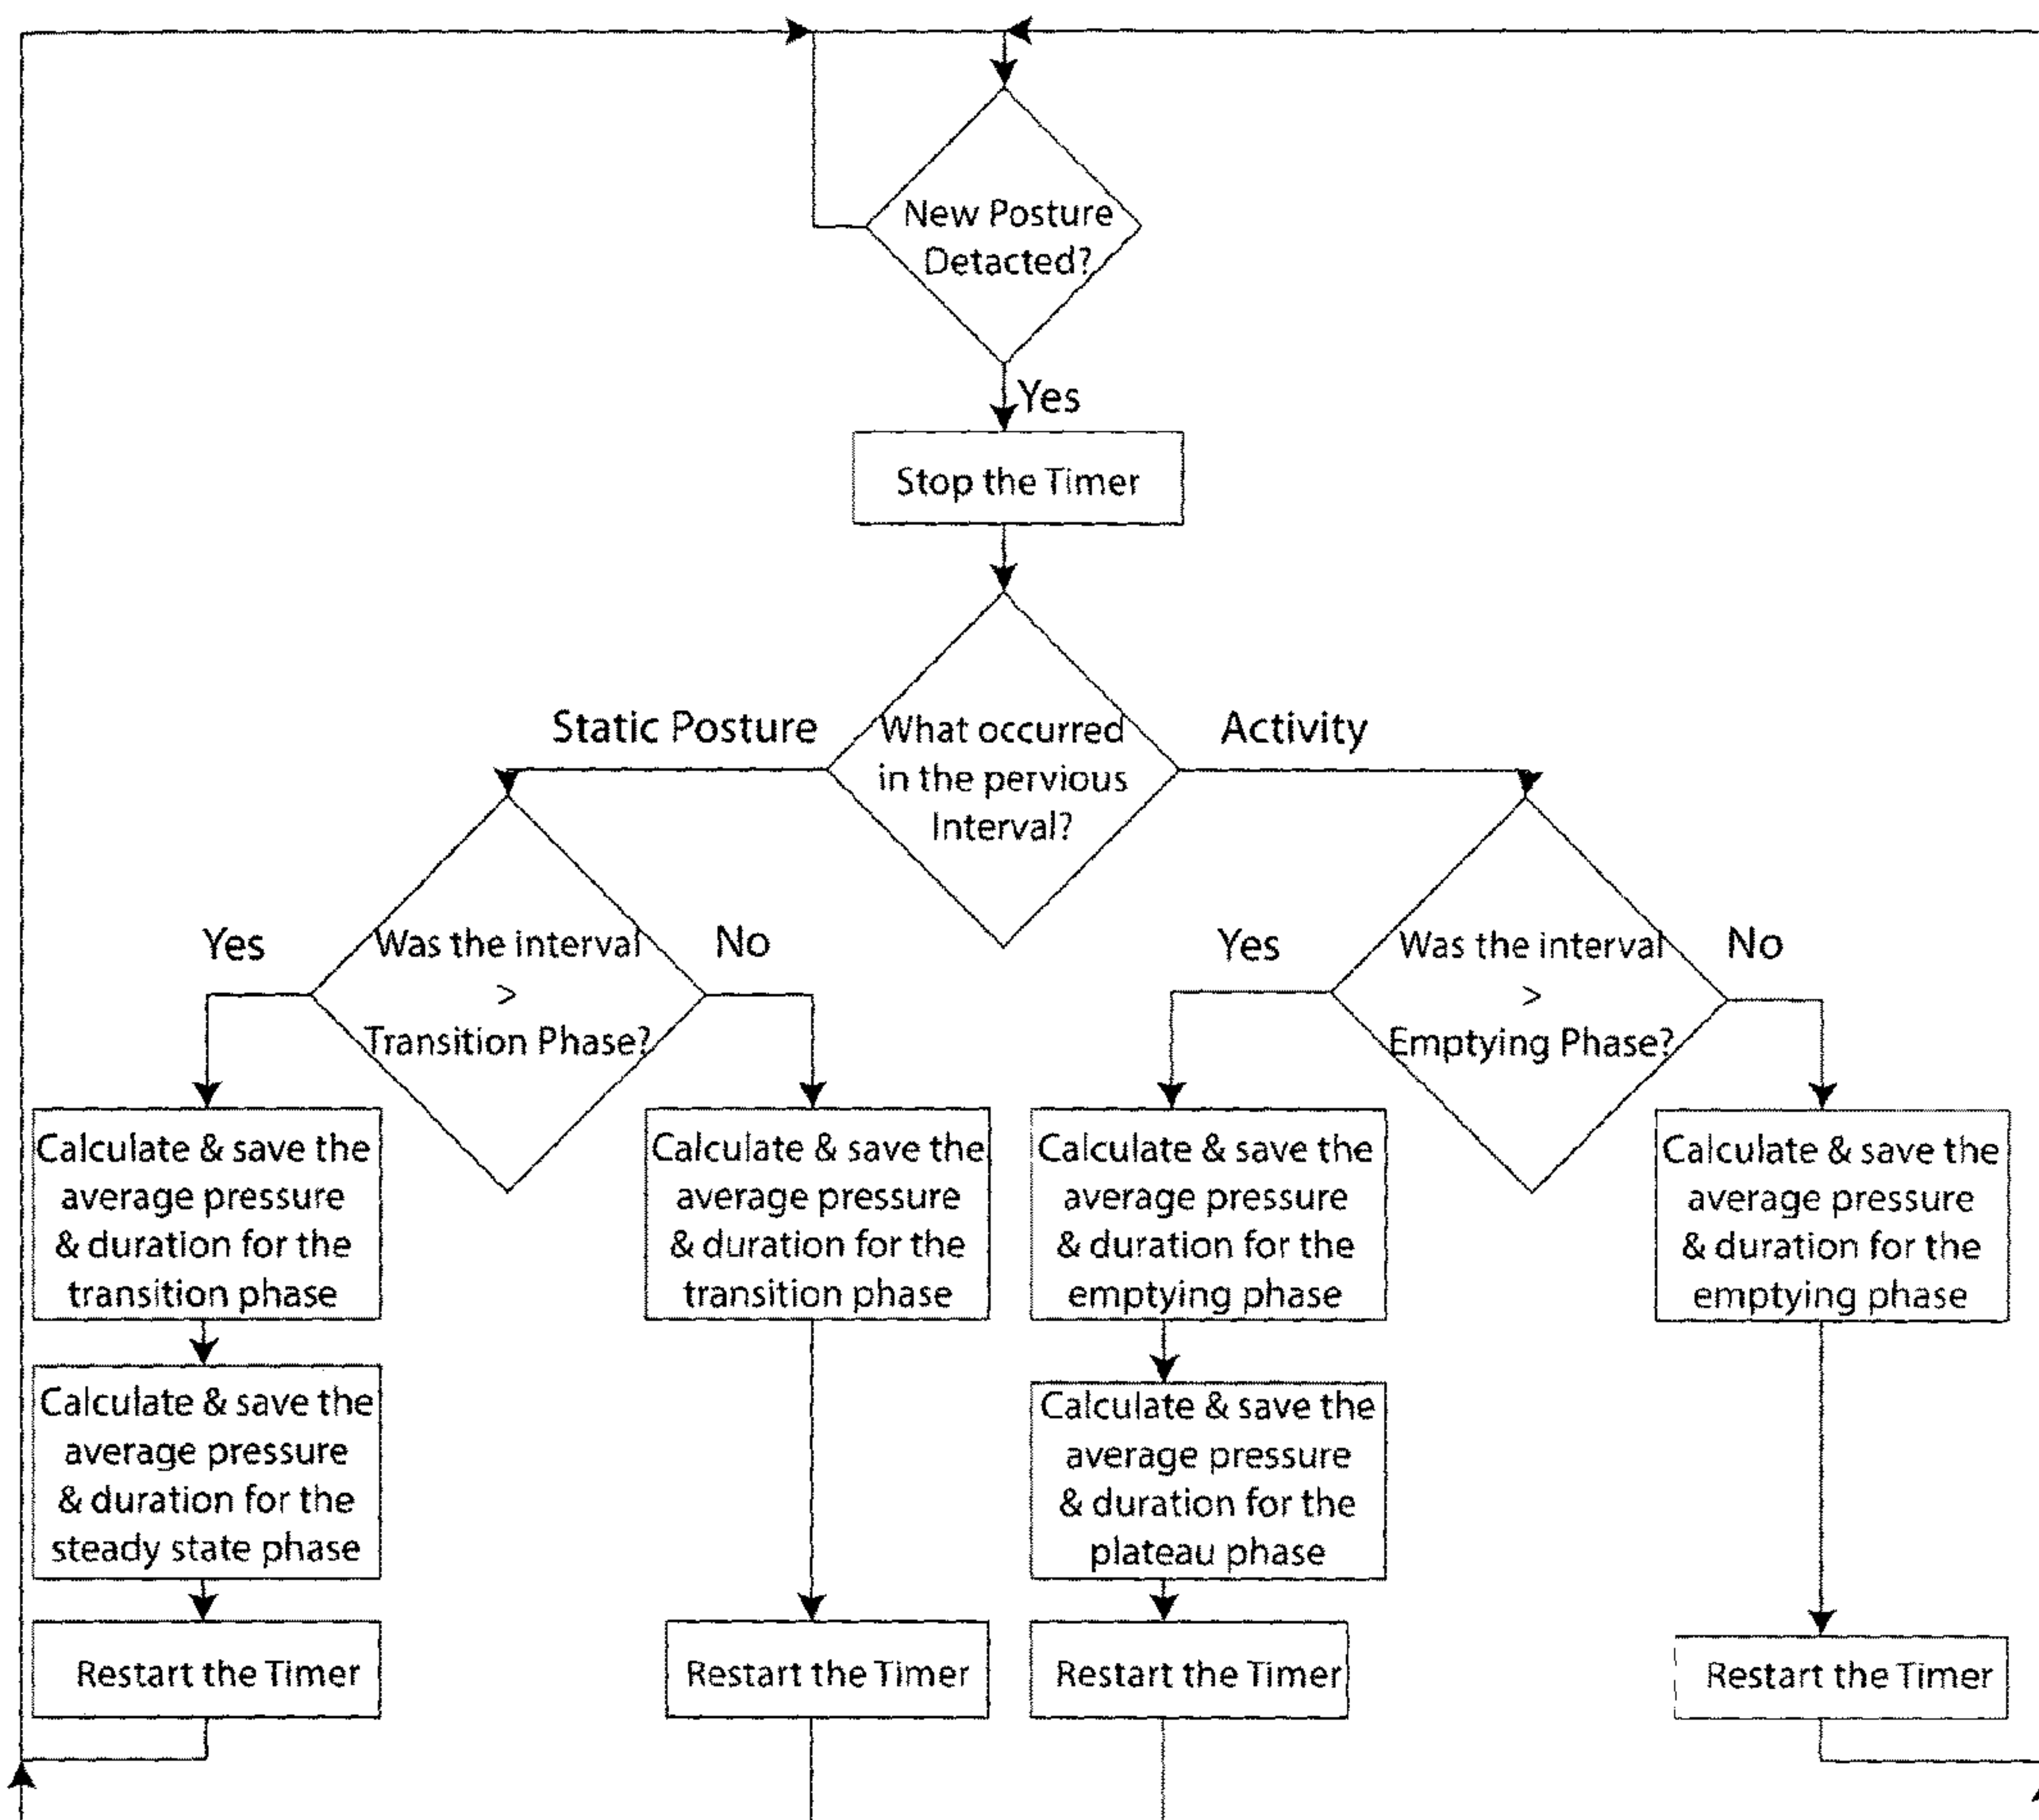 New Posture
Detacted?
Yes
Stop the Timer
Static Posture
What occurred
in the pervious
Interval?
Activity
Yes
Was the interval
>
Transition Phase?
No
Yes
Was the interval
>
Emptying Phase?
No
Calculate & save the
average pressure
& duration for the
transition phase
Calculate & save the
average pressure
& duration for the
transition phase
Calculate & save the
average pressure
& duration for the
emptying phase
Calculate & save the
average pressure
& duration for the
emptying phase
Calculate & save the
average pressure
& duration for the
steady state phase
Calculate & save the
average pressure
& duration for the
plateau phase
Restart the Timer
Restart the Timer
Restart the Timer
Restart the Timer